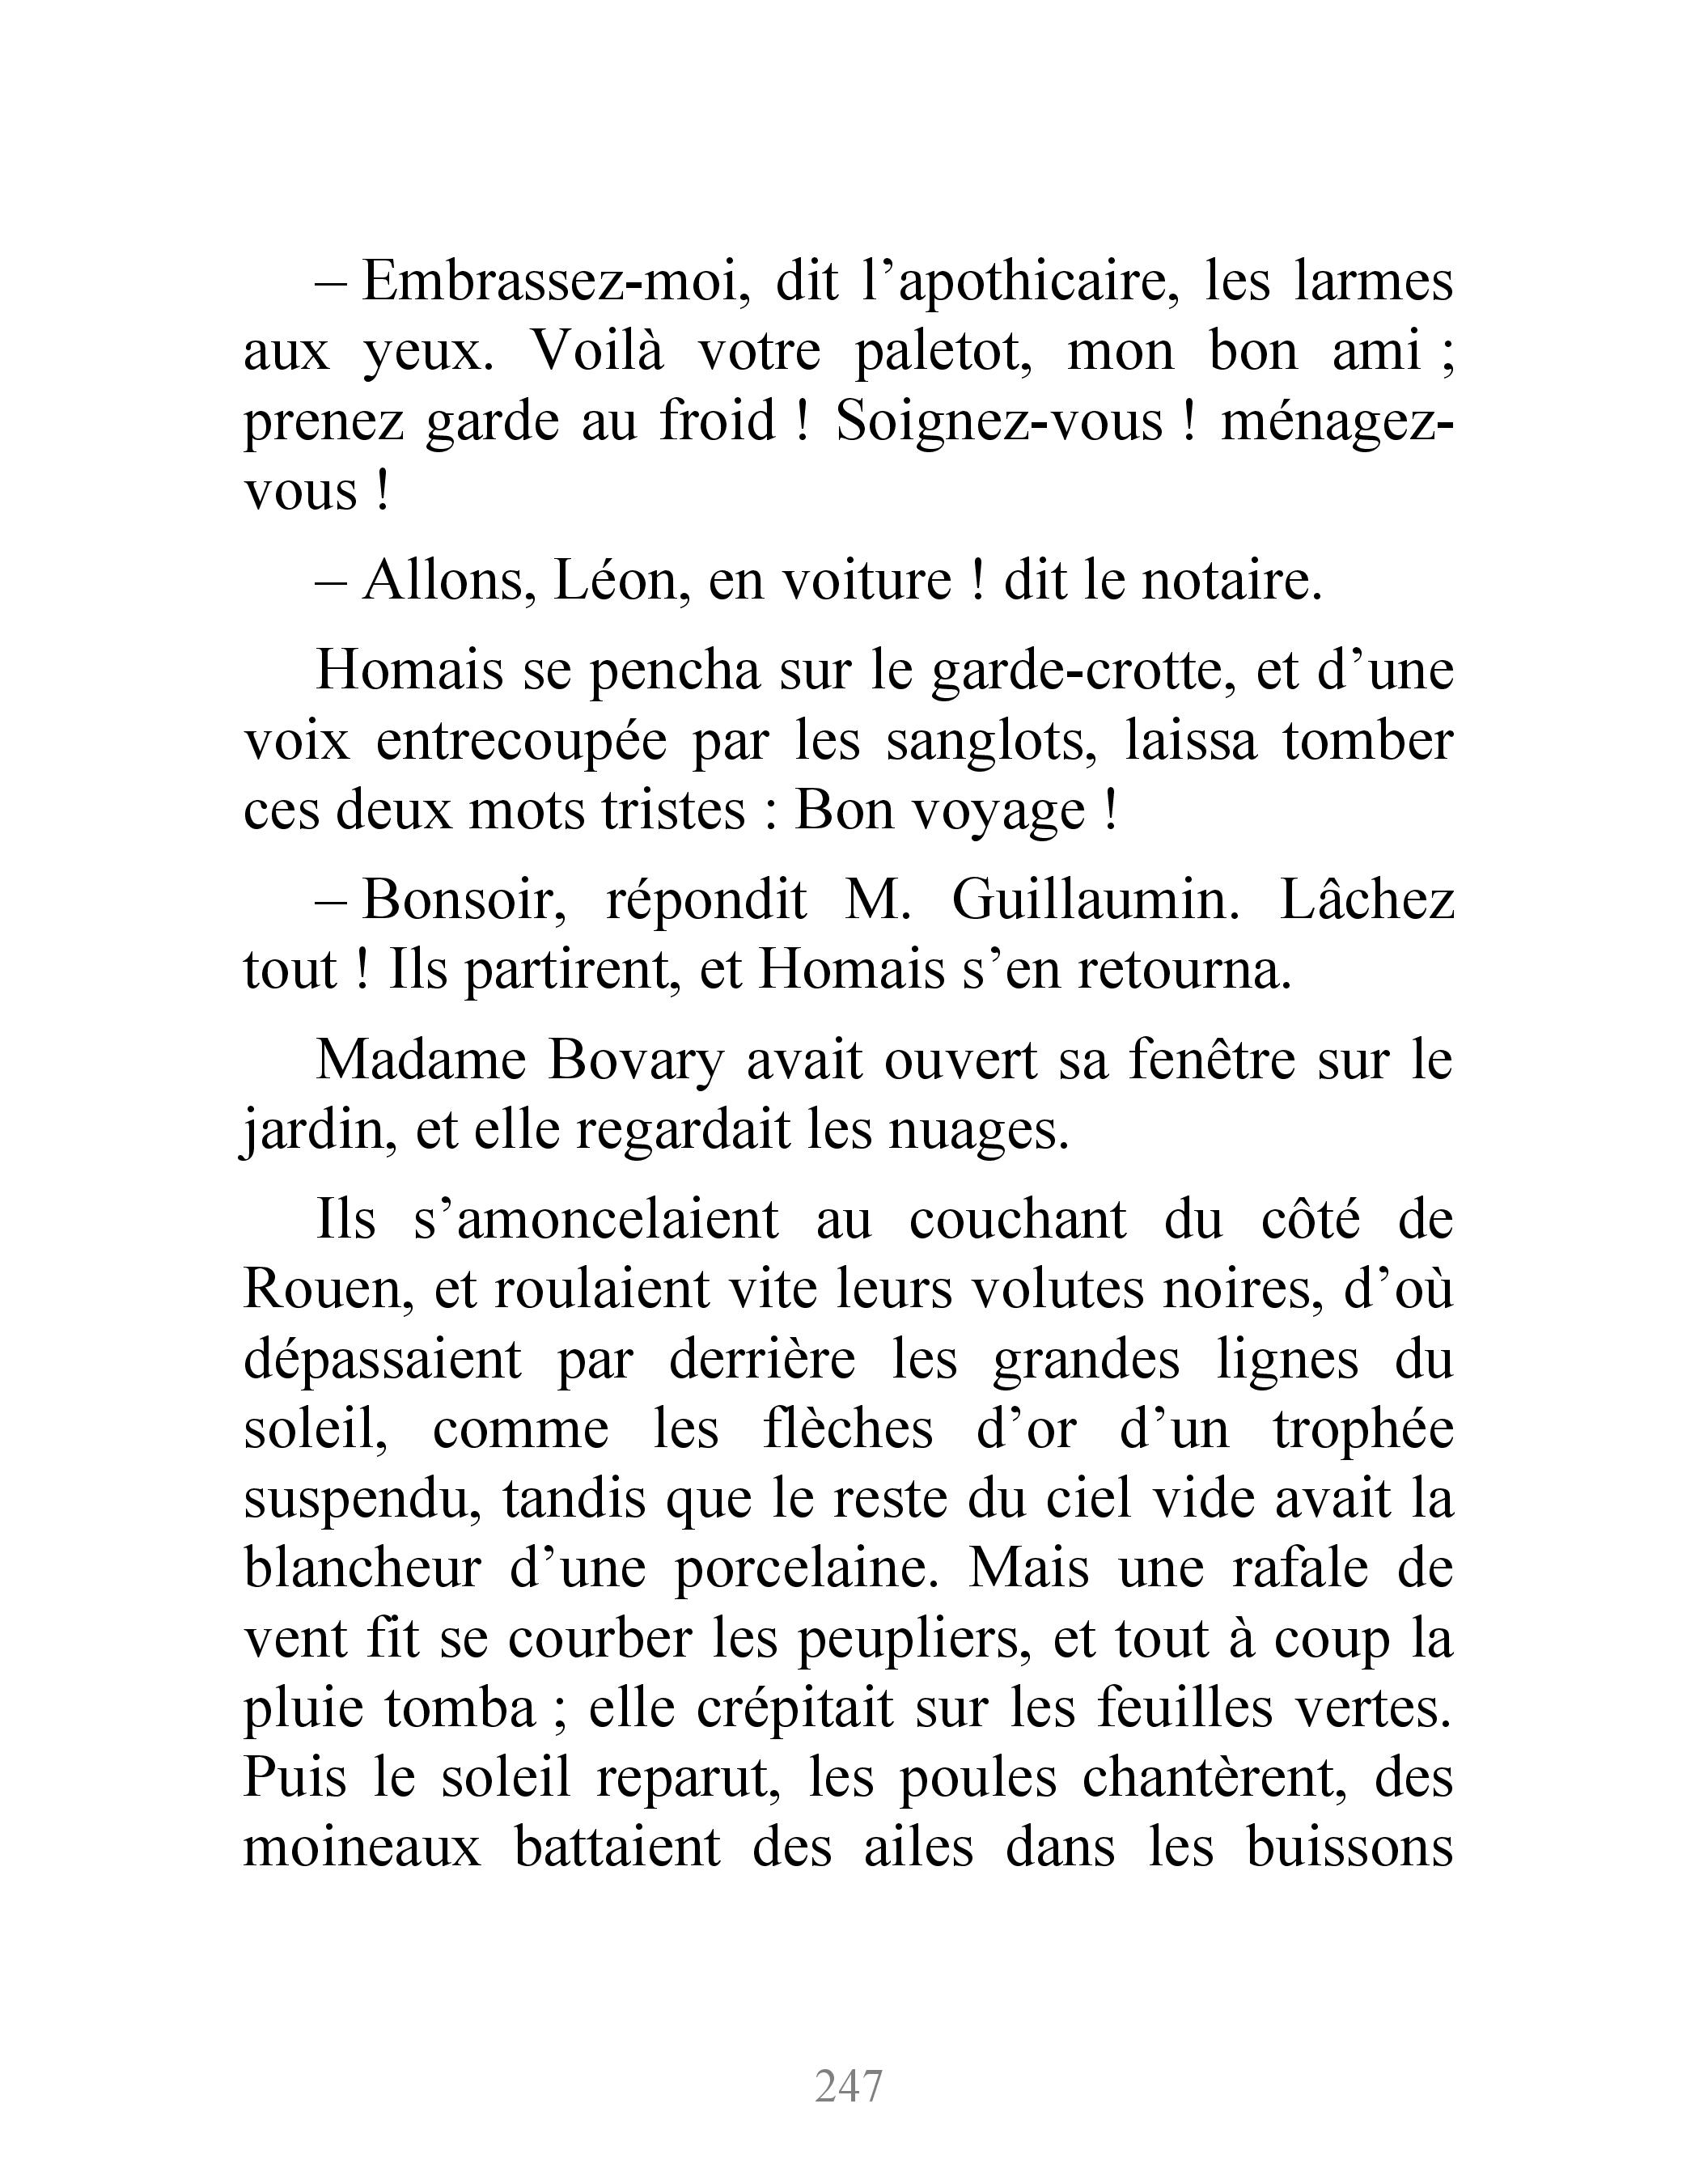 – Embrassez-moi, dit l’apothicaire, les larmes
aux yeux. Voilà votre paletot, mon bon ami ;
prenez garde au froid ! Soignez-vous ! ménagez-
vous !
– Allons, Léon, en voiture ! dit le notaire.
Homais se pencha sur le garde-crotte, et d’une
voix entrecoupée par les sanglots, laissa tomber
ces deux mots tristes : Bon voyage !
– Bonsoir, répondit M. Guillaumin. Lâchez
tout ! Ils partirent, et Homais s’en retourna.
Madame Bovary avait ouvert sa fenêtre sur le
jardin, et elle regardait les nuages.
Ils s’amoncelaient au couchant du côté de
Rouen, et roulaient vite leurs volutes noires, d’où
dépassaient par derrière les grandes lignes du
soleil, comme les flèches d’or d’un trophée
suspendu, tandis que le reste du ciel vide avait la
blancheur d’une porcelaine. Mais une rafale de
vent fit se courber les peupliers, et tout à coup la
pluie tomba ; elle crépitait sur les feuilles vertes.
Puis le soleil reparut, les poules chantèrent, des
moineaux battaient des ailes dans les buissons
247